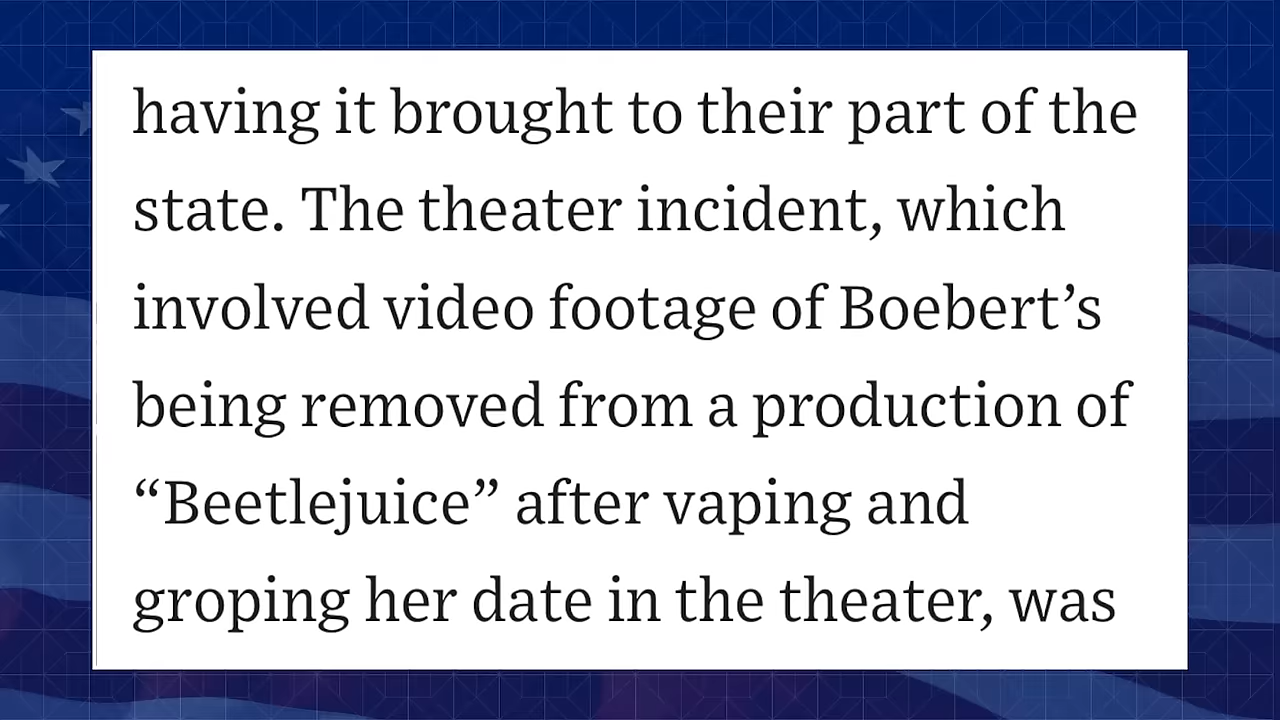 having it brought to their part of the
state. The theater incident, which
involved video footage of Boebert’s
being removed from a production of
“Beetlejuice” after vaping and
groping her date in the theater, was